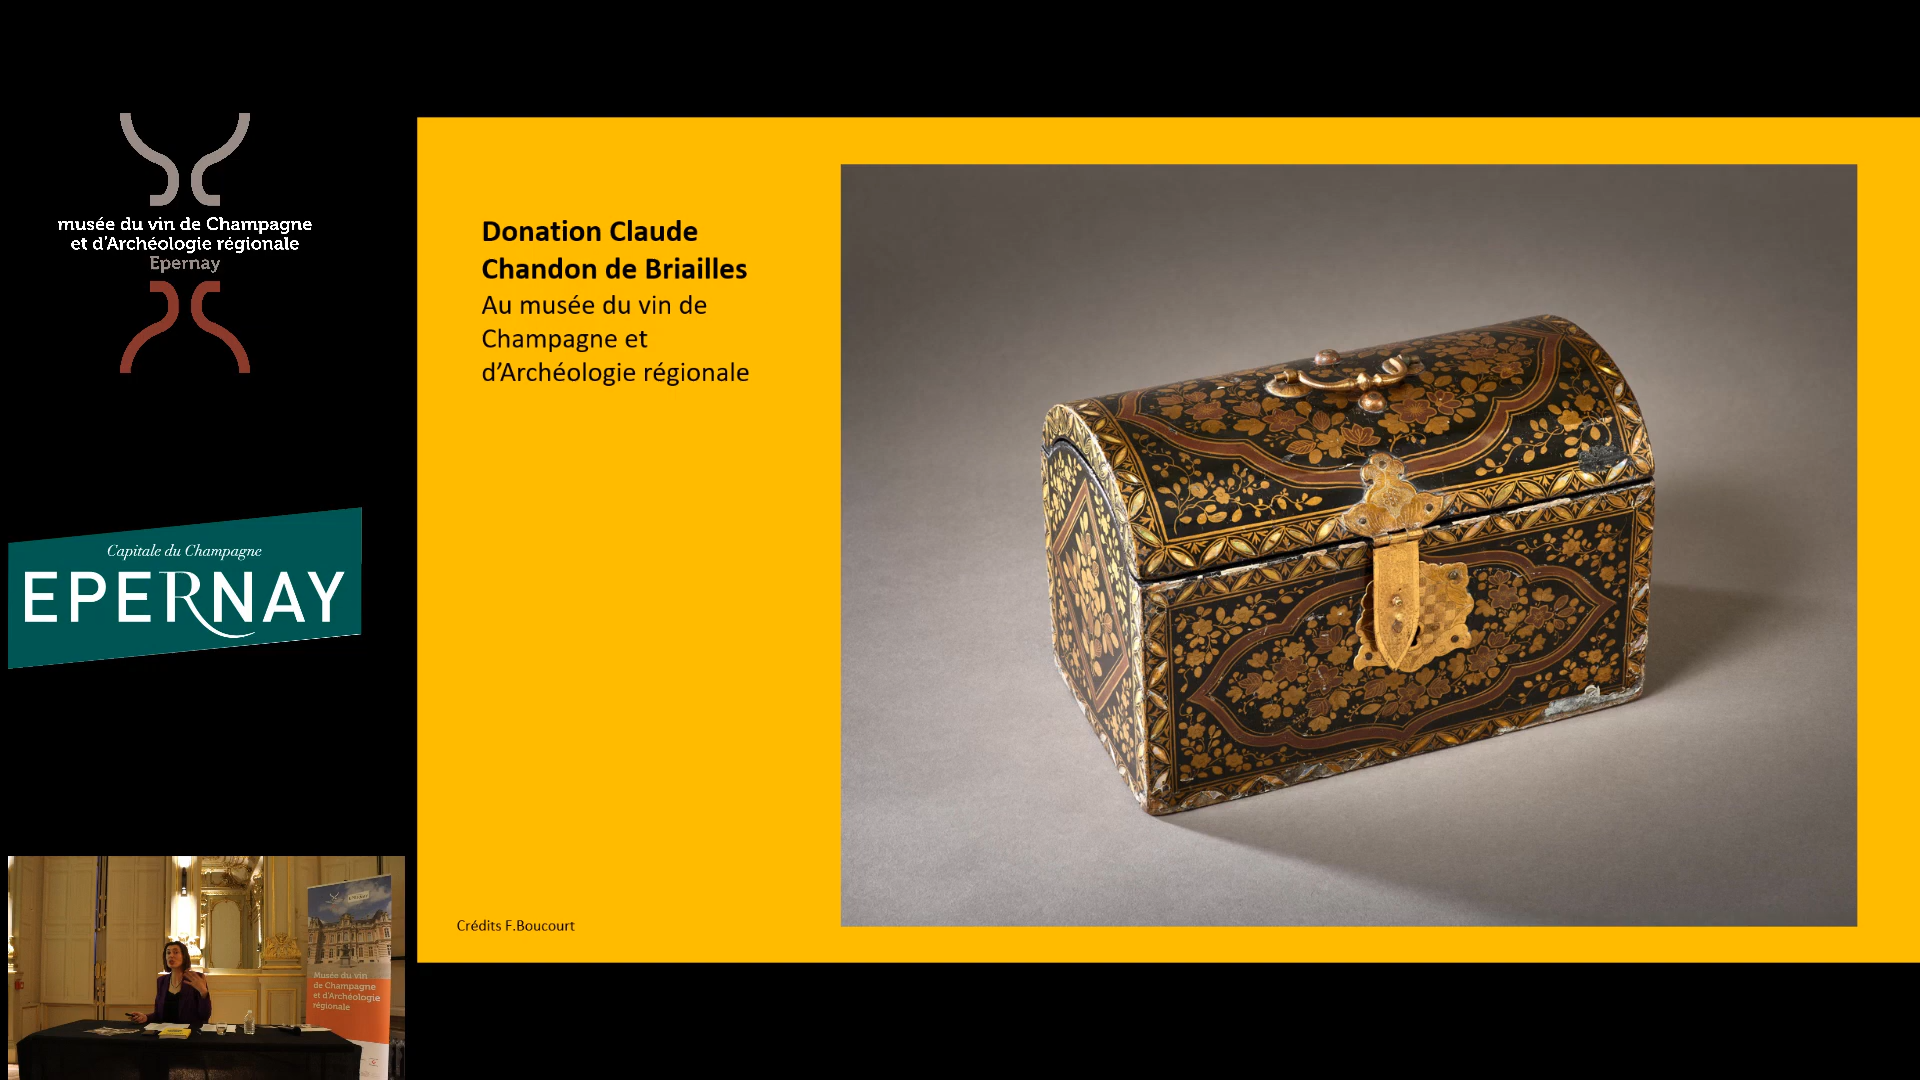 musée du vin de Champagne
et d'Archéologie régionale
Epernay
Capitale du Champagne
EPERNAY
Donation Claude
Chandon de Briailles
Au musée du vin de
Champagne et
d’Archéologie régionale
Crédits F.Boucourt
Musée du vin
de Champagne
et d'Archéologie
régionale